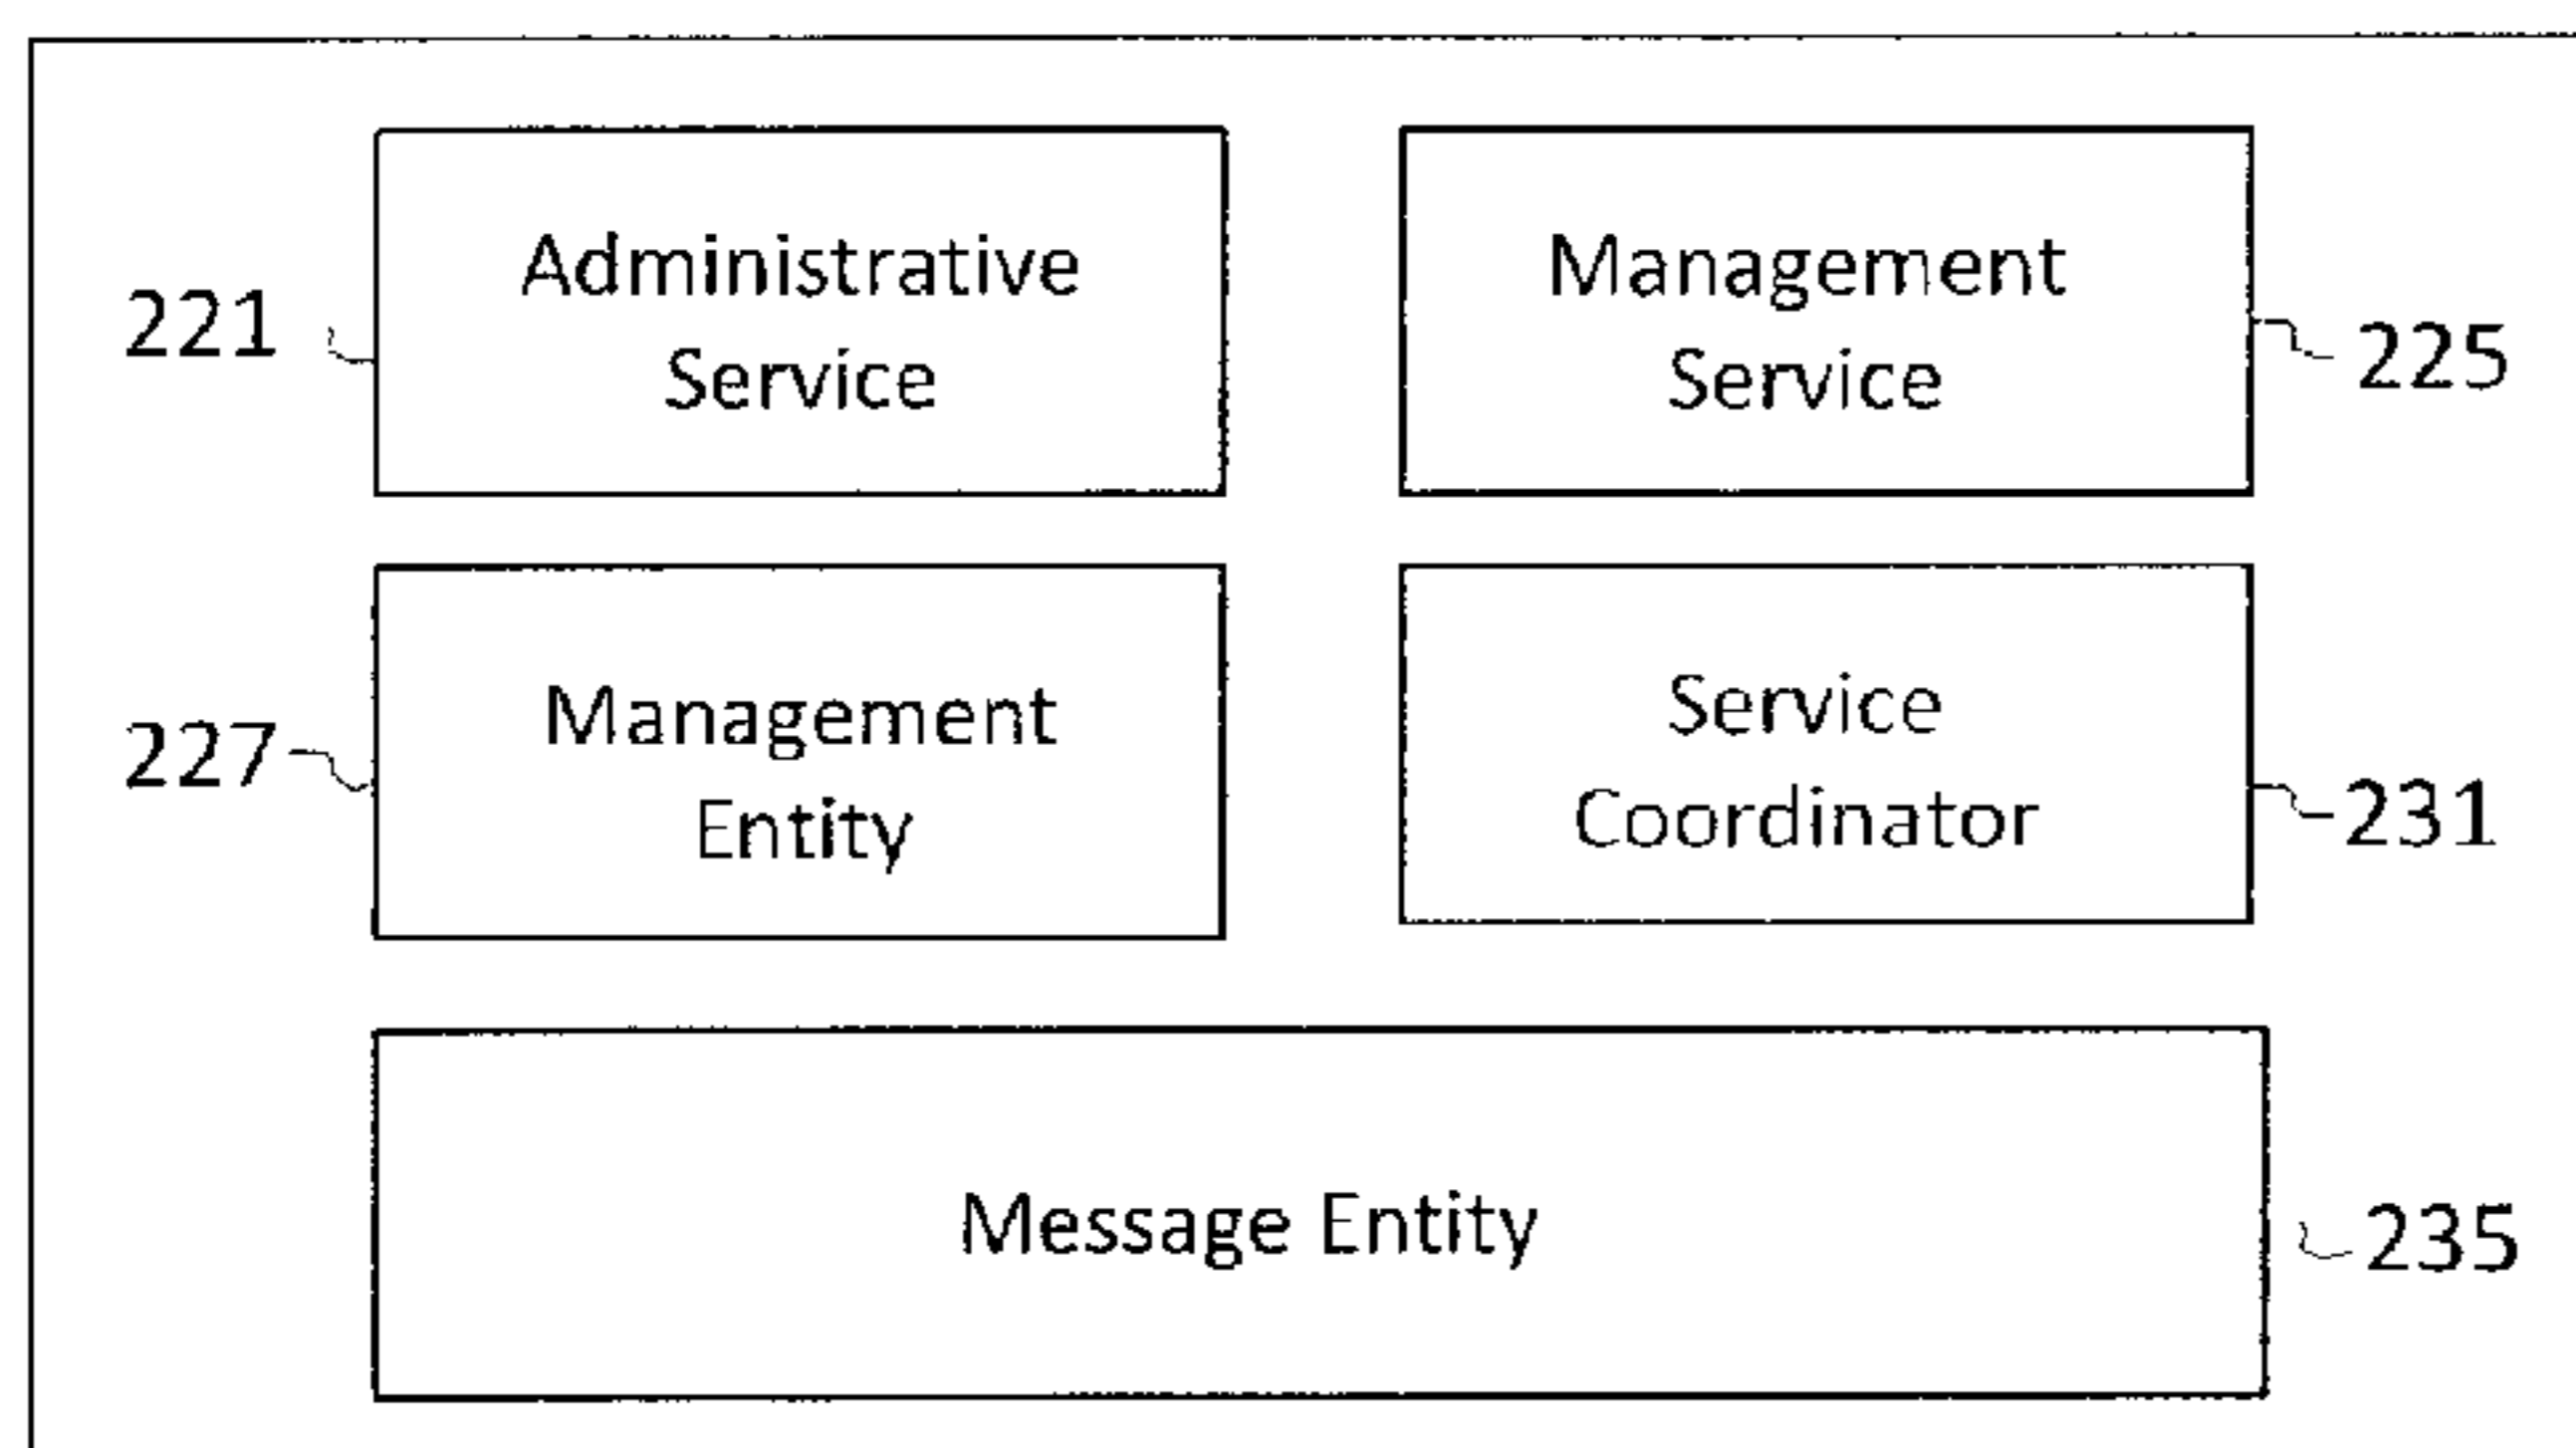 Administrative
Service
221
Management
Service
225
Management
Entity
227
Service
Coordinator
231
Message Entity
235